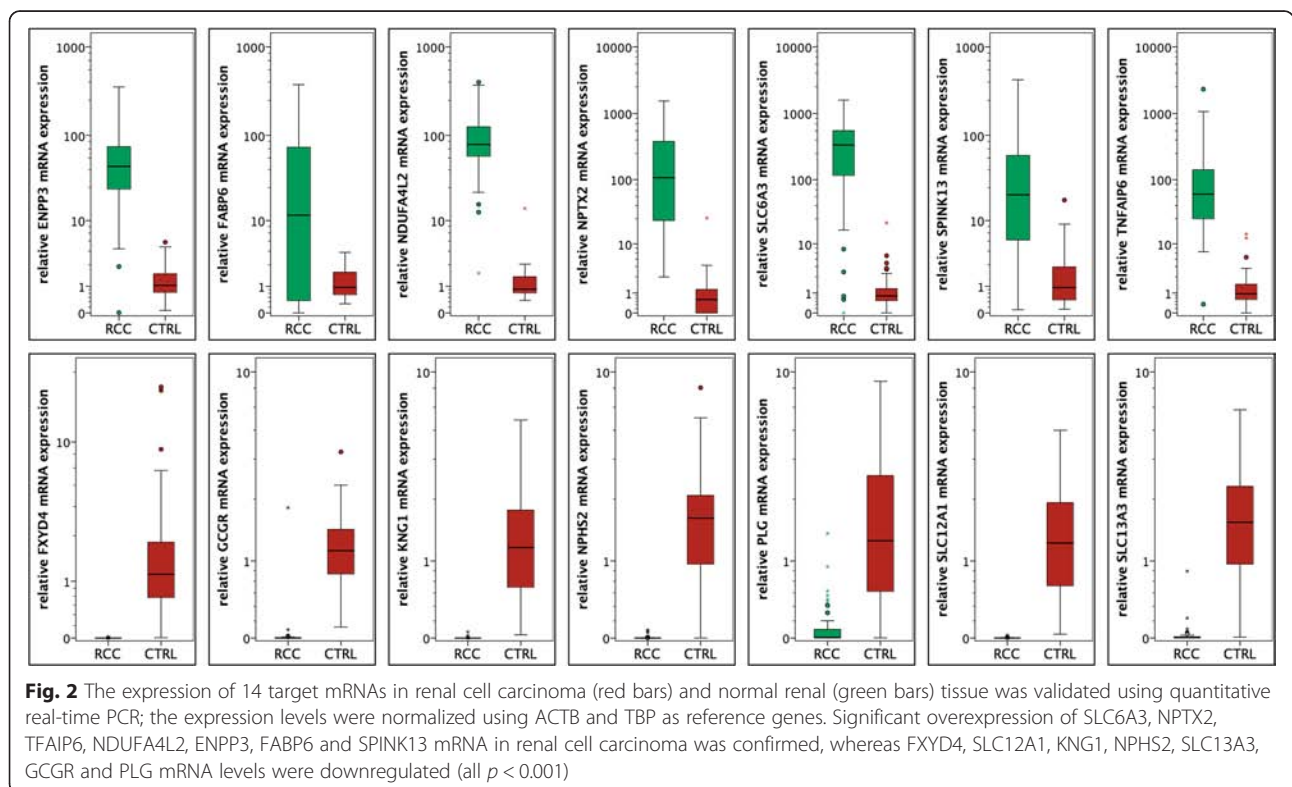 relative ENPP3 mRNA expression
1000
100
10
1
0
RCC CTRL
relative FABP6 mRNA expression
1000
100
10
1
0
RCC CTRL
relative NDUFA4L2 mRNA expression
1000
100
10
1
0
RCC CTRL
relative NPTX2 mRNA expression
10000
1000
100
10
1
0
RCC CTRL
relative SLC6A3 mRNA expression
10000
1000
100
10
1
0
RCC CTRL
relative SPINK13 mRNA expression
1000
100
10
1
0
RCC CTRL
relative TNFAIP6 mRNA expression
10000
1000
100
10
1
0
RCC CTRL
relative FXYD4 mRNA expression
10
1
0
RCC CTRL
relative GCGR mRNA expression
10
1
0
RCC CTRL
relative KNG1 mRNA expression
10
1
0
RCC CTRL
relative NPHS2 mRNA expression
10
1
0
RCC CTRL
relative PLG mRNA expression
10
1
0
RCC CTRL
relative SLC12A1 mRNA expression
10
1
0
RCC CTRL
relative SLC13A3 mRNA expression
10
1
0
RCC CTRL
Fig. 2 The expression of 14 target mRNAs in renal cell carcinoma (red bars) and normal renal (green bars) tissue was validated using quantitative
real-time PCR; the expression levels were normalized using ACTB and TBP as reference genes. Significant overexpression of SLC6A3, NPTX2,
TFAIP6, NDUFA4L2, ENPP3, FABP6 and SPINK13 mRNA in renal cell carcinoma was confirmed, whereas FXYD4, SLC12A1, KNG1, NPHS2, SLC13A3,
GCGR and PLG mRNA levels were downregulated (all p < 0.001)